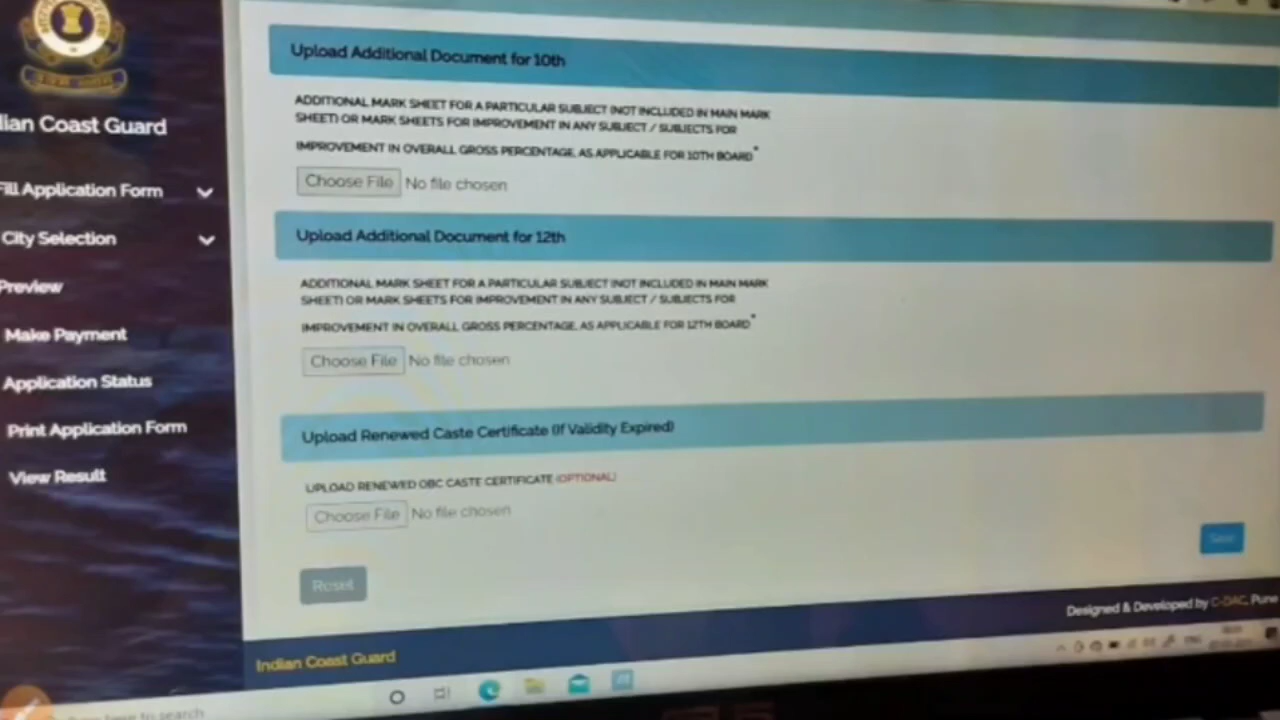 Indian Coast Guard
Fill Application Form
City Selection
Preview
Make Payment
Application Status
Print Application Form
View Result
Upload Additional Document for 10th
ADDITIONAL MARK SHEET FOR A PARTICULAR SUBJECT (NOT INCLUDED IN MAIN MARK
SHEET) OR MARK SHEETS FOR IMPROVEMENT IN ANY SUBJECT / SUBJECTS FOR
IMPROVEMENT IN OVERALL GROSS PERCENTAGE, AS APPLICABLE FOR 10TH BOARD*
Choose File No file chosen
Upload Additional Document for 12th
ADDITIONAL MARK SHEET FOR A PARTICULAR SUBJECT (NOT INCLUDED IN MAIN MARK
SHEET) OR MARK SHEETS FOR IMPROVEMENT IN ANY SUBJECT / SUBJECTS FOR
IMPROVEMENT IN OVERALL GROSS PERCENTAGE, AS APPLICABLE FOR 12TH BOARD*
Choose File No file chosen
Upload Renewed Caste Certificate (If Validity Expired)
UPLOAD RENEWED OBC CASTE CERTIFICATE (OPTIONAL)
Choose File No file chosen
Save
Reset
Designed & Developed by C-DAC, Pune
Indian Coast Guard
here to search
ENG